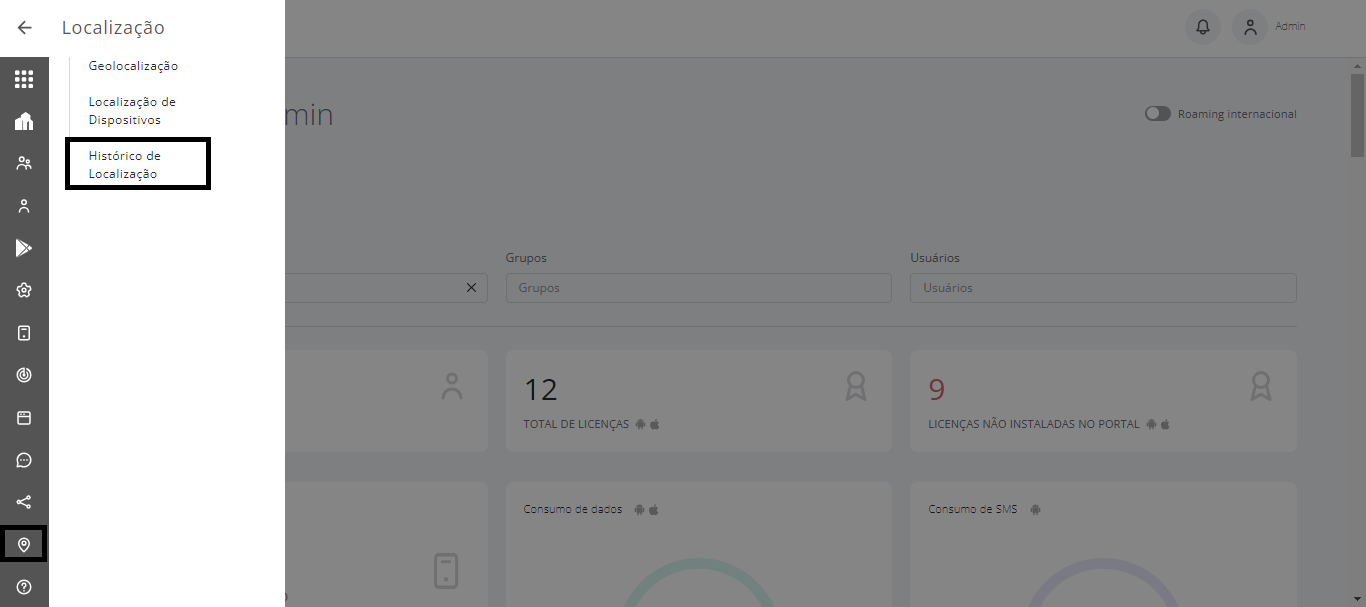 Localização
Admin
Geolocalização
Localização de
Dispositivos
min
Roaming internacional
Histórico de
Localização
Grupos
Usuários
Grupos
Usuários
12
TOTAL DE LICENÇAS
9
LICENÇAS NÃO INSTALADAS NO PORTAL
Consumo de dados
Consumo de SMS